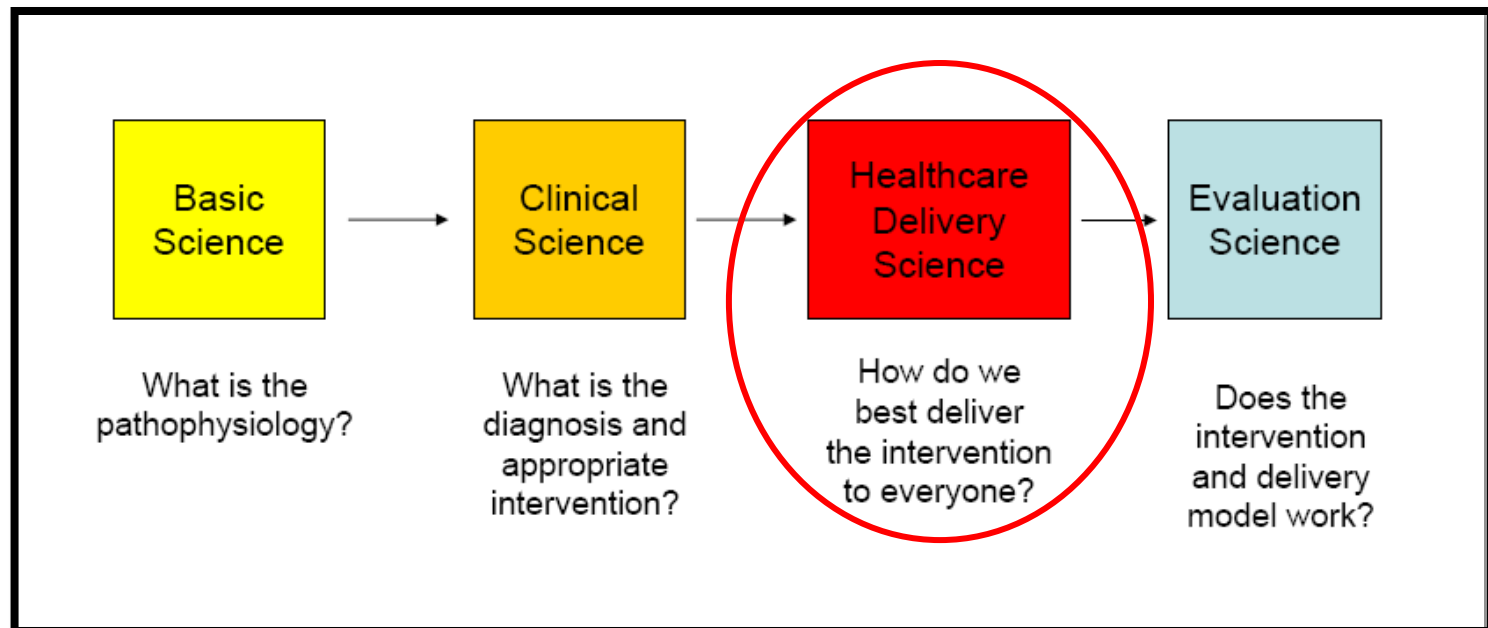 Basic
Science
Clinical
Science
Healthcare
Delivery
Science
Evaluation
Science
What is the
pathophysiology?
What is the
diagnosis and
appropriate
intervention?
How do we
best deliver
the intervention
to everyone?
Does the
intervention
and delivery
model work?